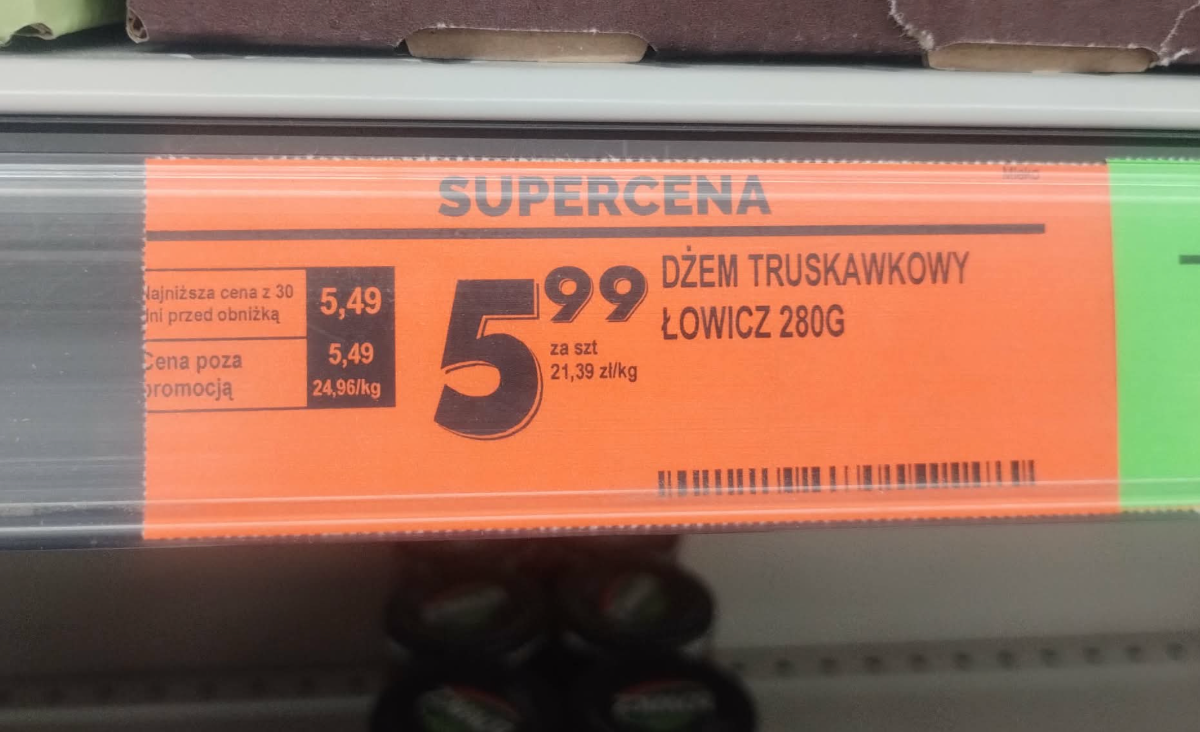 SUPERCENA
Najniższa cena z 30
dni przed obniżką
5,49
Cena poza
promocją
5,49
24,96/kg
5 99
za szt
21,39 zł/kg
DŻEM TRUSKAWKOWY
ŁOWICZ 280G